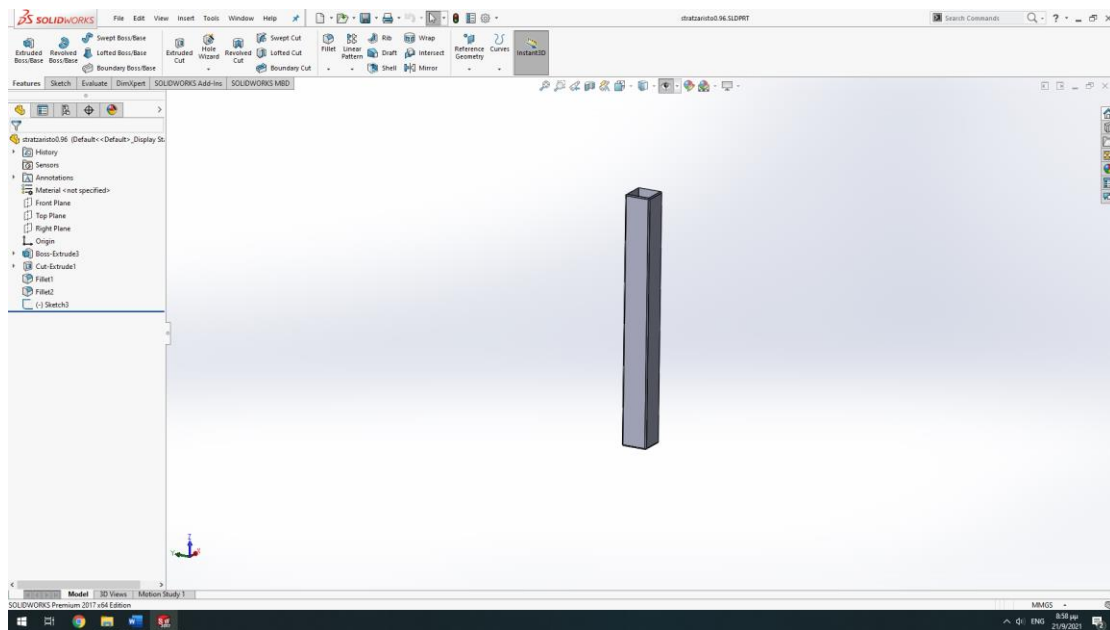 SOLIDWORKS File Edit View Insert Tools Window Help stratzaristo0.96.SLDPRT Search Commands
Extruded Boss/Base
Revolved Boss/Base
Swept Boss/Base
Lofted Boss/Base
Boundary Boss/Base
Extruded Cut
Hole Wizard
Revolved Cut
Swept Cut
Lofted Cut
Boundary Cut
Fillet
Linear Pattern
Rib
Draft
Shell
Wrap
Intersect
Mirror
Reference Geometry
Curves
Instant3D
Features Sketch Evaluate DimXpert SOLIDWORKS Add-Ins SOLIDWORKS MBD
stratzaristo0.96 (Default<<Default>_Display St
History
Sensors
Annotations
Material <not specified>
Front Plane
Top Plane
Right Plane
Origin
Boss-Extrude3
Cut-Extrude1
Fillet1
Fillet2
(-) Sketch3
Z
Y
X
Model 3D Views Motion Study 1
SOLIDWORKS Premium 2017 x64 Edition MMGS
ENG 8:58 μμ
21/9/2021